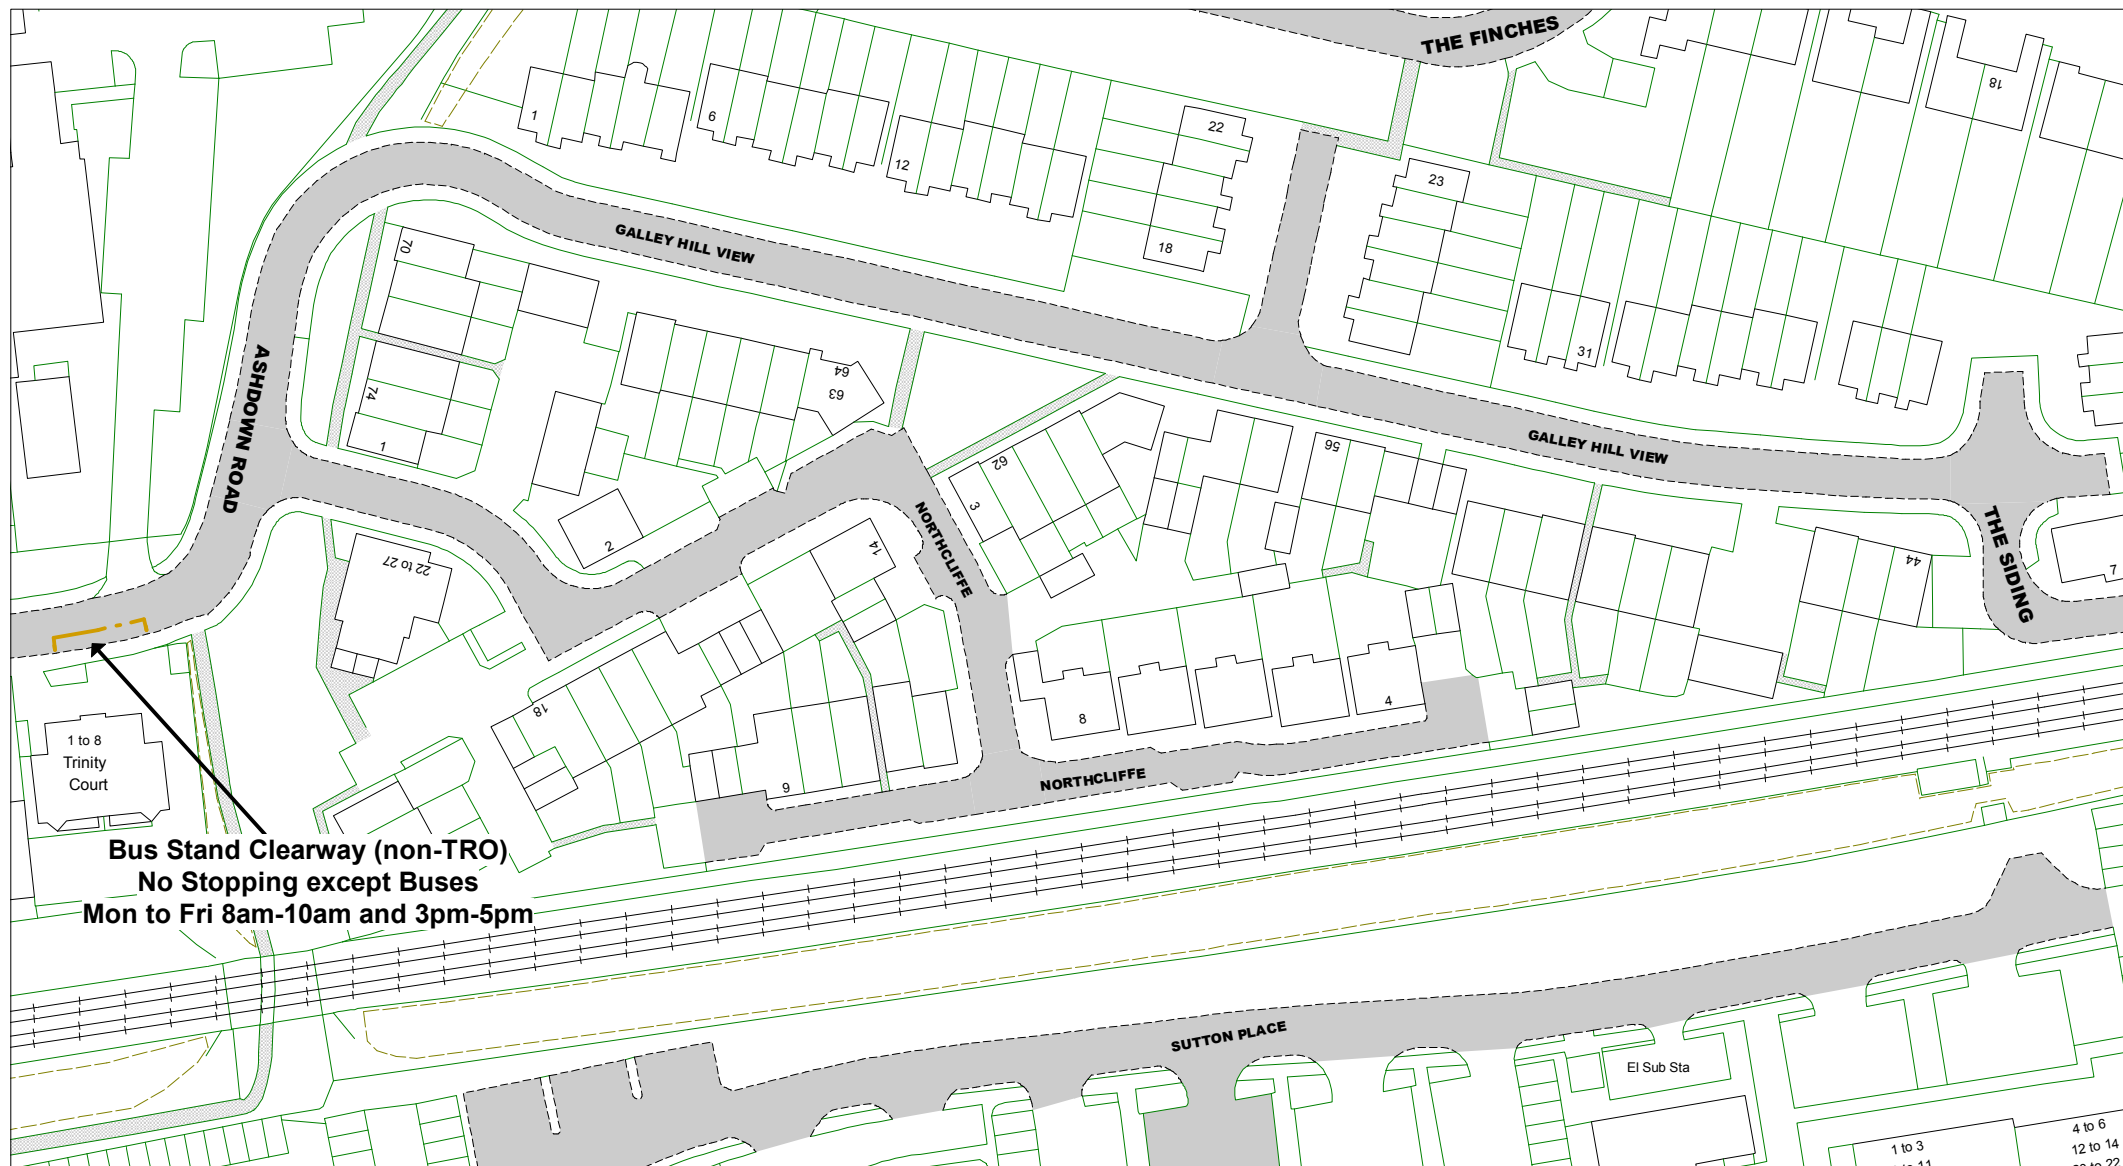 THE FINCHES
1
6
12
22
18
23
18
31
GALLEY HILL VIEW
GALLEY HILL VIEW
70
74
1
64
63
ASHDOWN ROAD
2
22 to 27
14
NORTHCLIFFE
3
62
56
44
THE SIDING
7
18
9
8
4
NORTHCLIFFE
1 to 8
Trinity
Court
Bus Stand Clearway (non-TRO)
No Stopping except Buses
Mon to Fri 8am-10am and 3pm-5pm
SUTTON PLACE
El Sub Sta
1 to 3
4 to 6
12 to 14